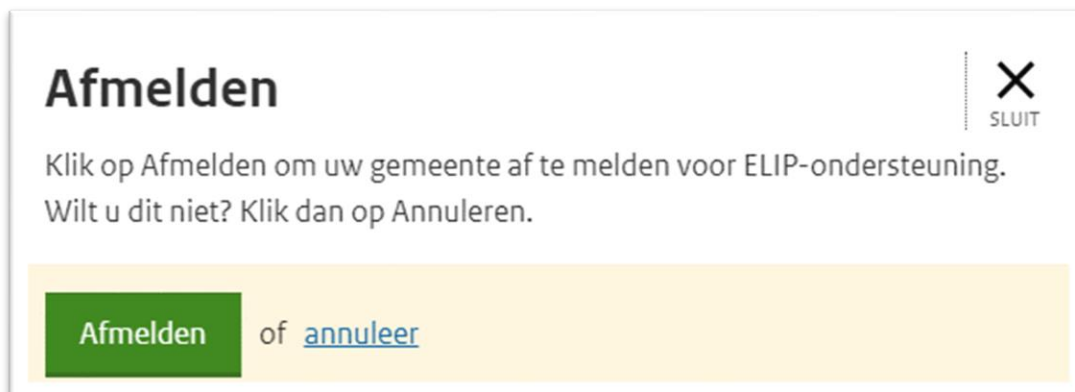 Afmelden
SLUIT
Klik op Afmelden om uw gemeente af te melden voor ELIP-ondersteuning.
Wilt u dit niet? Klik dan op Annuleren.
Afmelden of annuleer